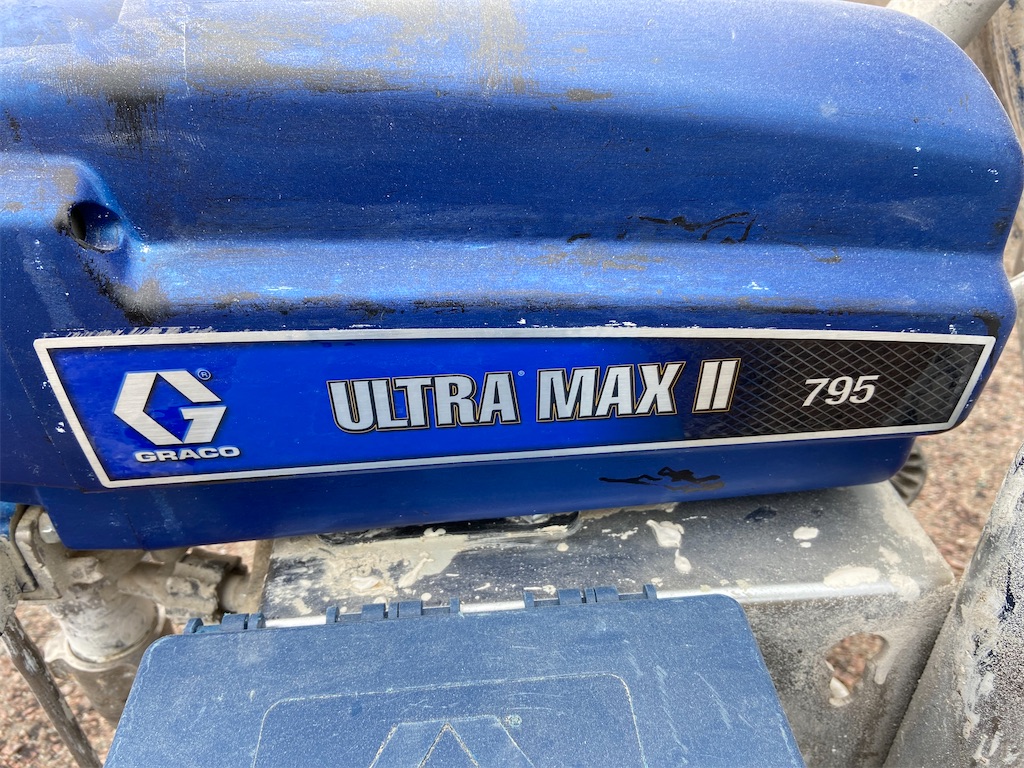 GRACO
ULTRA® MAX II
795